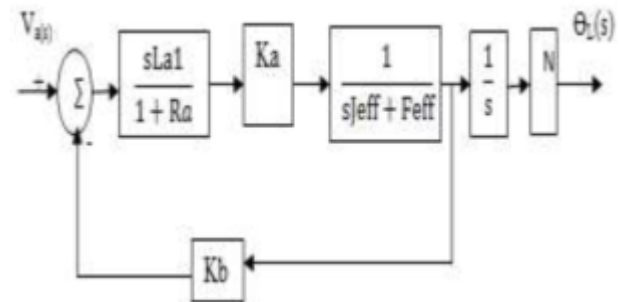 Va(s)
θL(s)
+
Σ
-
sLa1
1 + Ra
Ka
1
sJeff + Feff
1
s
N
Kb